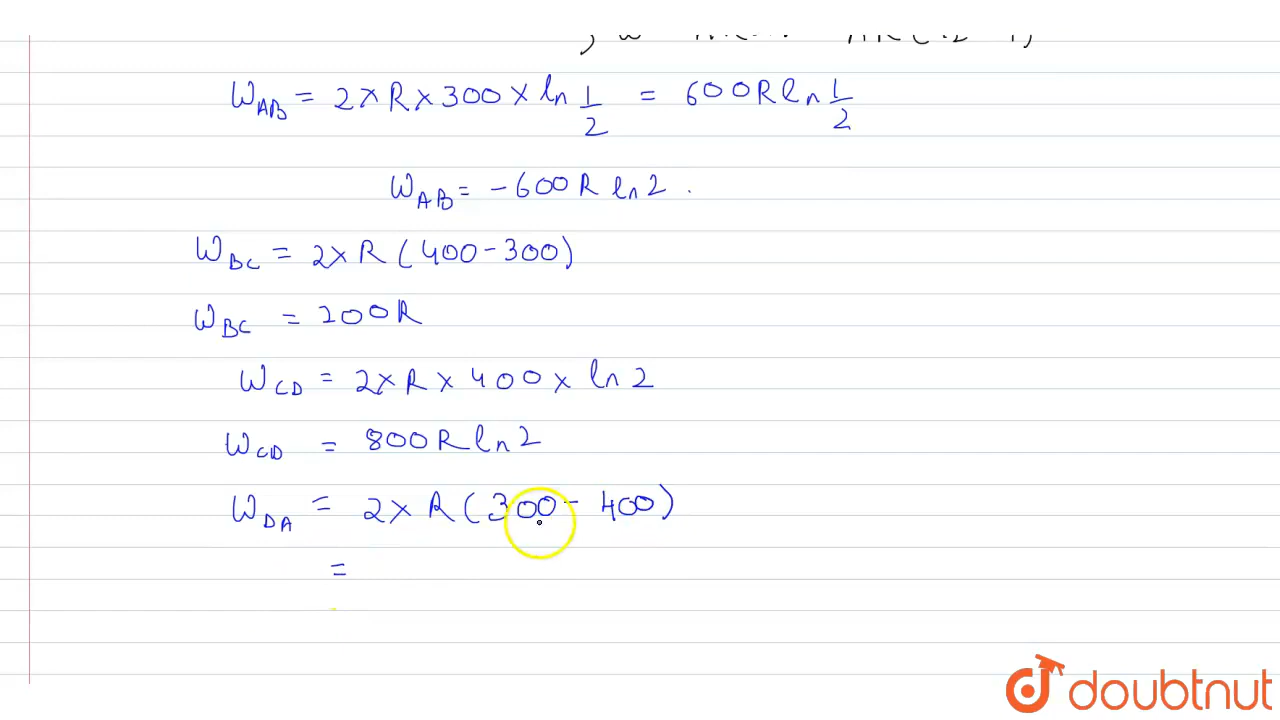 W_AB = 2 × R × 300 × ln 1/2 = 600 R ln 1/2
W_AB = -600 R ln 2 .
W_BC = 2 × R (400 - 300)
W_BC = 200R
W_CD = 2 × R × 400 × ln 2
W_CD = 800 R ln 2
W_DA = 2 × R (300 - 400)
=
doubtnut